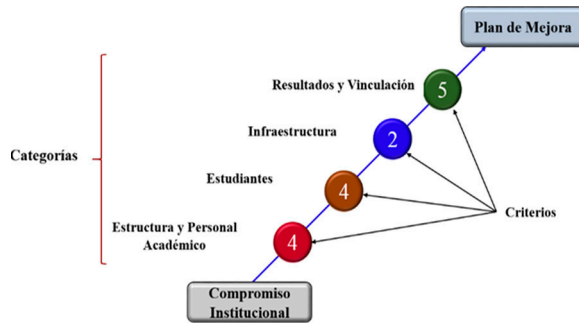 Plan de Mejora
Resultados y Vinculación
5
Infraestructura
2
Categorías
Estudiantes
4
Criterios
Estructura y Personal
Académico
4
Compromiso
Institucional